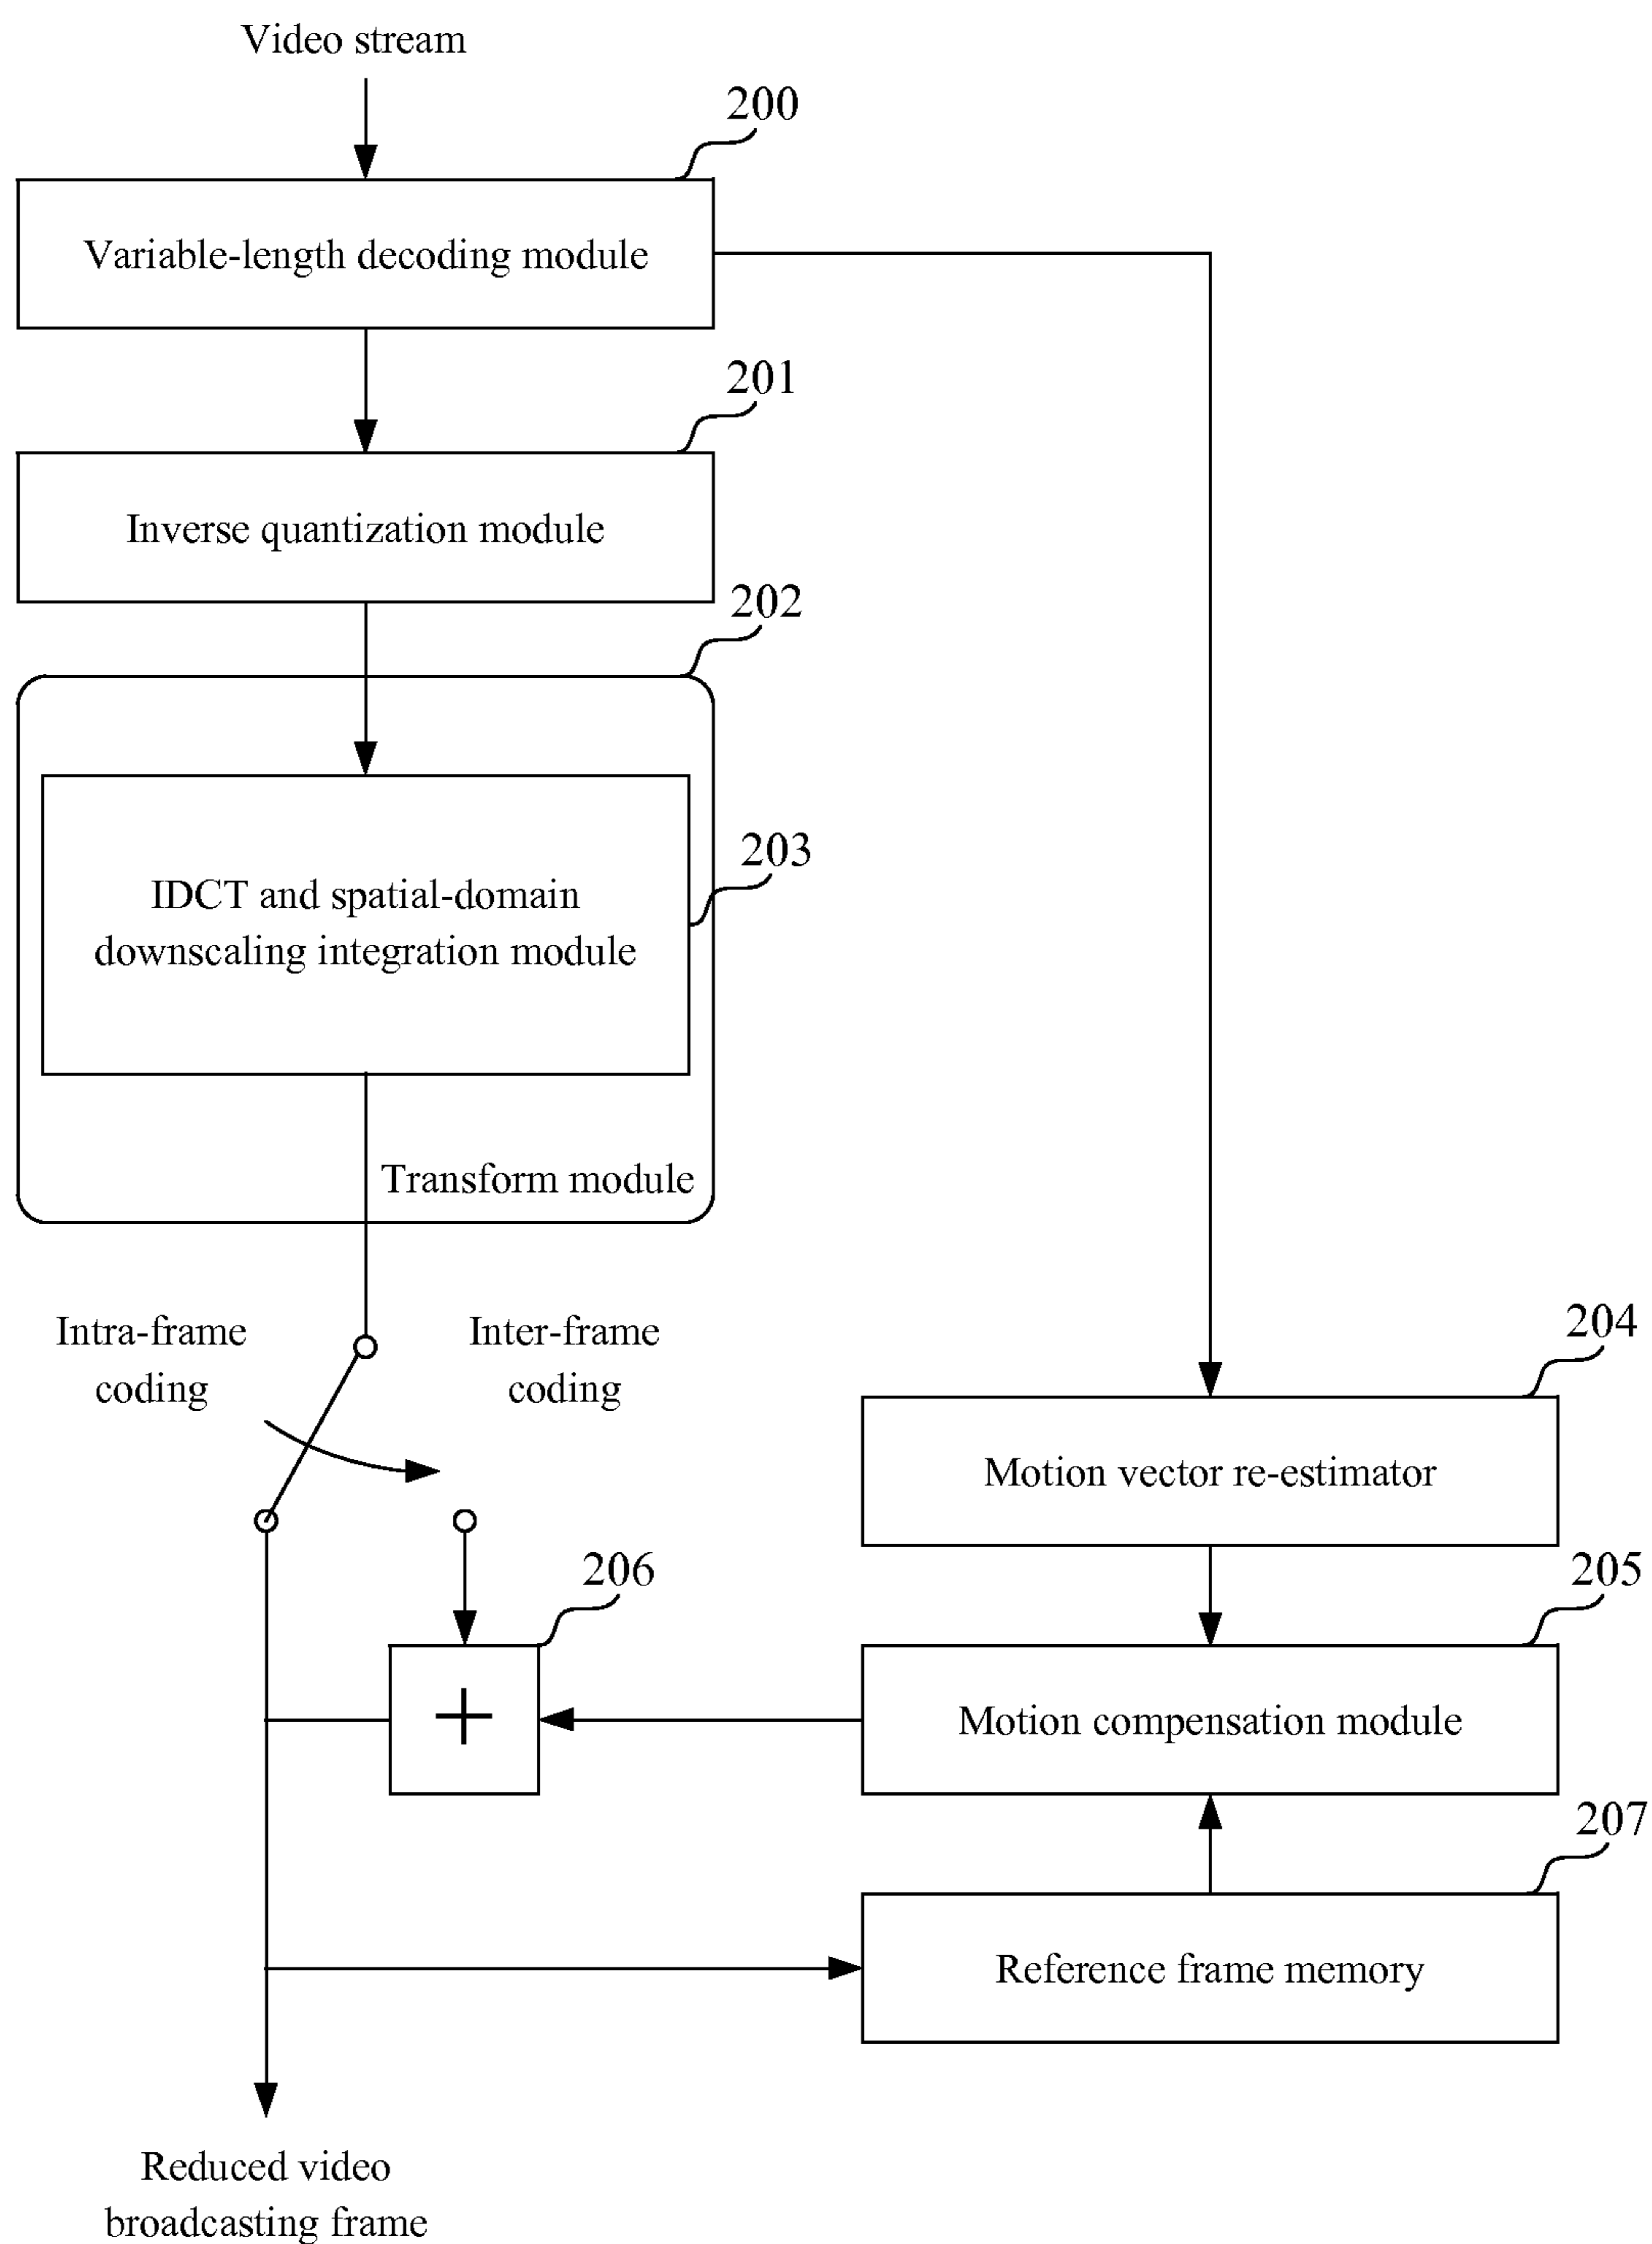 Video stream
200
Variable-length decoding module
201
Inverse quantization module
202
203
IDCT and spatial-domain
downscaling integration module
Transform module
Intra-frame
coding
Inter-frame
coding
204
Motion vector re-estimator
205
206
+
Motion compensation module
207
Reference frame memory
Reduced video
broadcasting frame